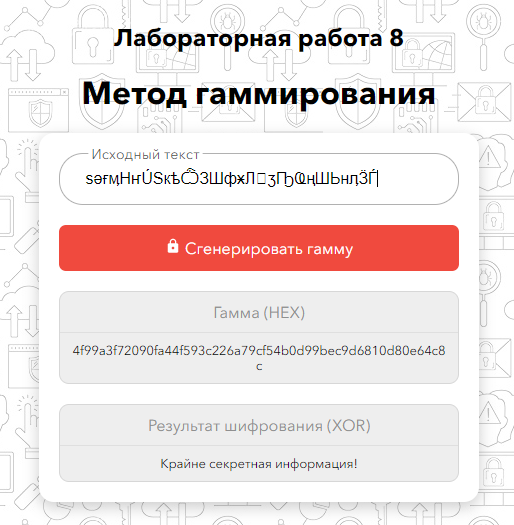 Лабораторная работа 8
Метод гаммирования
Исходный текст
Сгенерировать гамму
Гамма (HEX)
4f99a3f72090fa44f593c226a79cf54b0d99bec9d6810d80e64c8
c
Результат шифрования (XOR)
Крайне секретная информация!